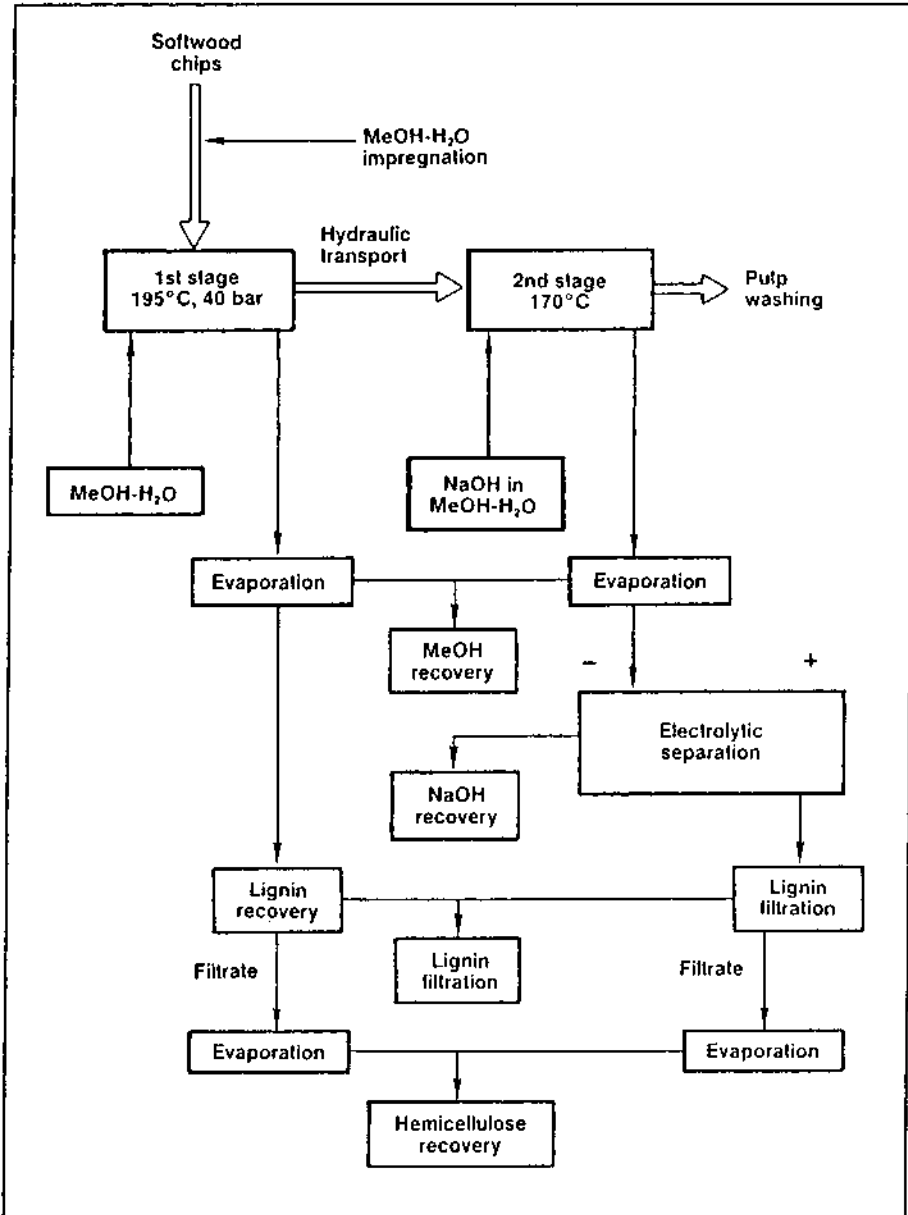 Softwood
chips
MeOH-H₂O
impregnation
Hydraulic
transport
1st stage
195°C, 40 bar
2nd stage
170°C
Pulp
washing
MeOH-H₂O
NaOH in
MeOH-H₂O
Evaporation
Evaporation
MeOH
recovery
− +
Electrolytic
separation
NaOH
recovery
Lignin
recovery
Lignin
filtration
Lignin
filtration
Filtrate
Filtrate
Evaporation
Evaporation
Hemicellulose
recovery